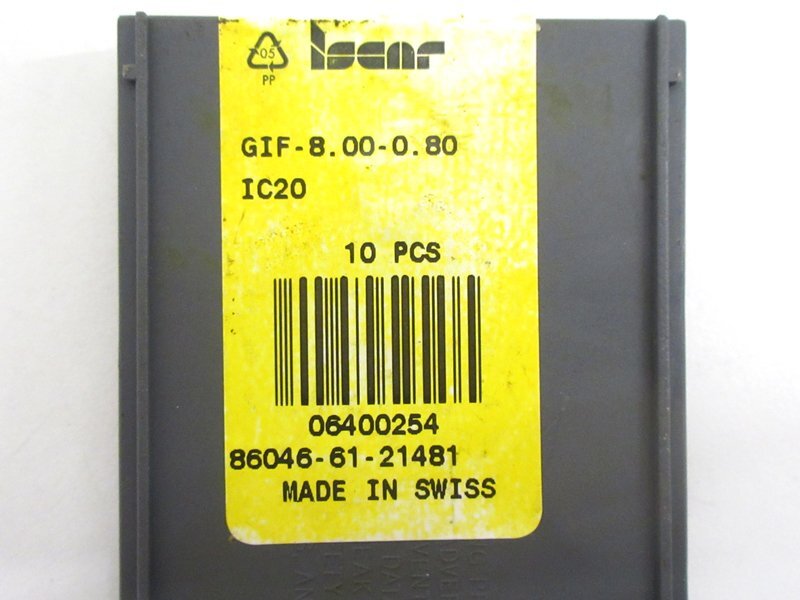 05
PP
Iscar
GIF-8.00-0.80
IC20
10 PCS
06400254
86046-61-21481
MADE IN SWISS